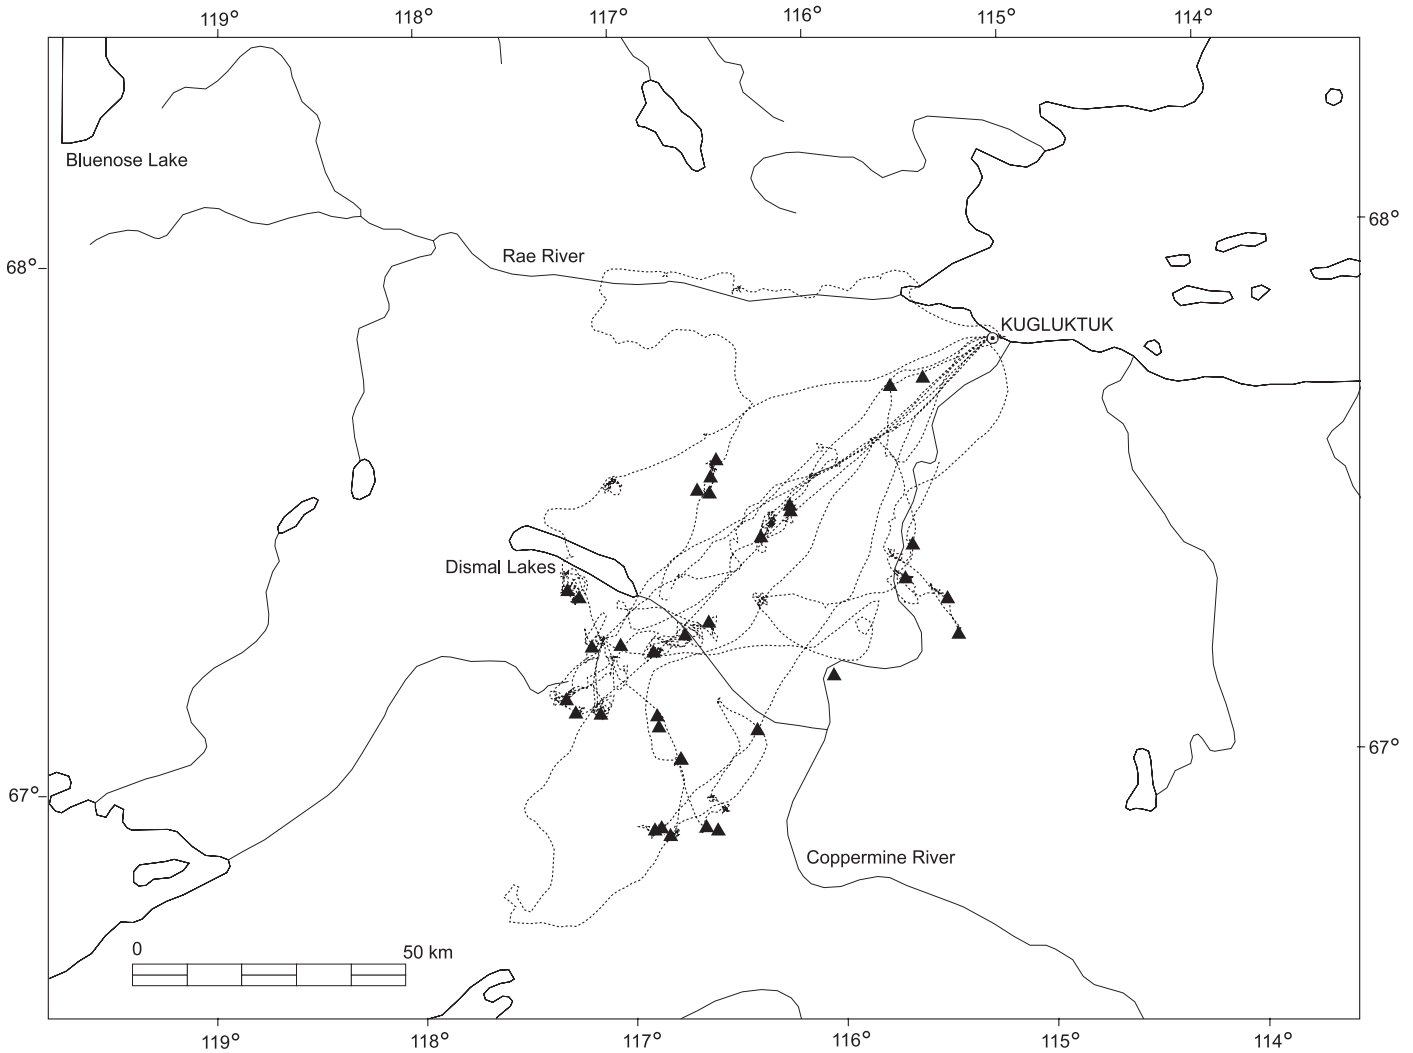 119° 118° 117° 116° 115° 114°
Bluenose Lake
68°
Rae River
68°
KUGLUKTUK
Dismal Lakes
67°
67°
Coppermine River
0 50 km
119° 118° 117° 116° 115° 114°